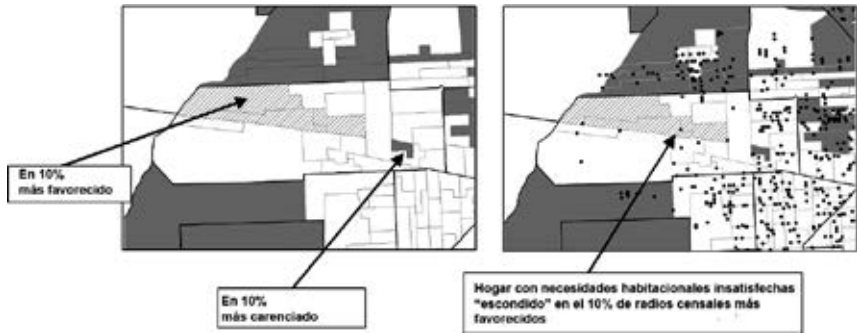 En 10%
más favorecido
En 10%
más carenciado
Hogar con necesidades habitacionales insatisfechas
“escondido” en el 10% de radios censales más
favorecidos